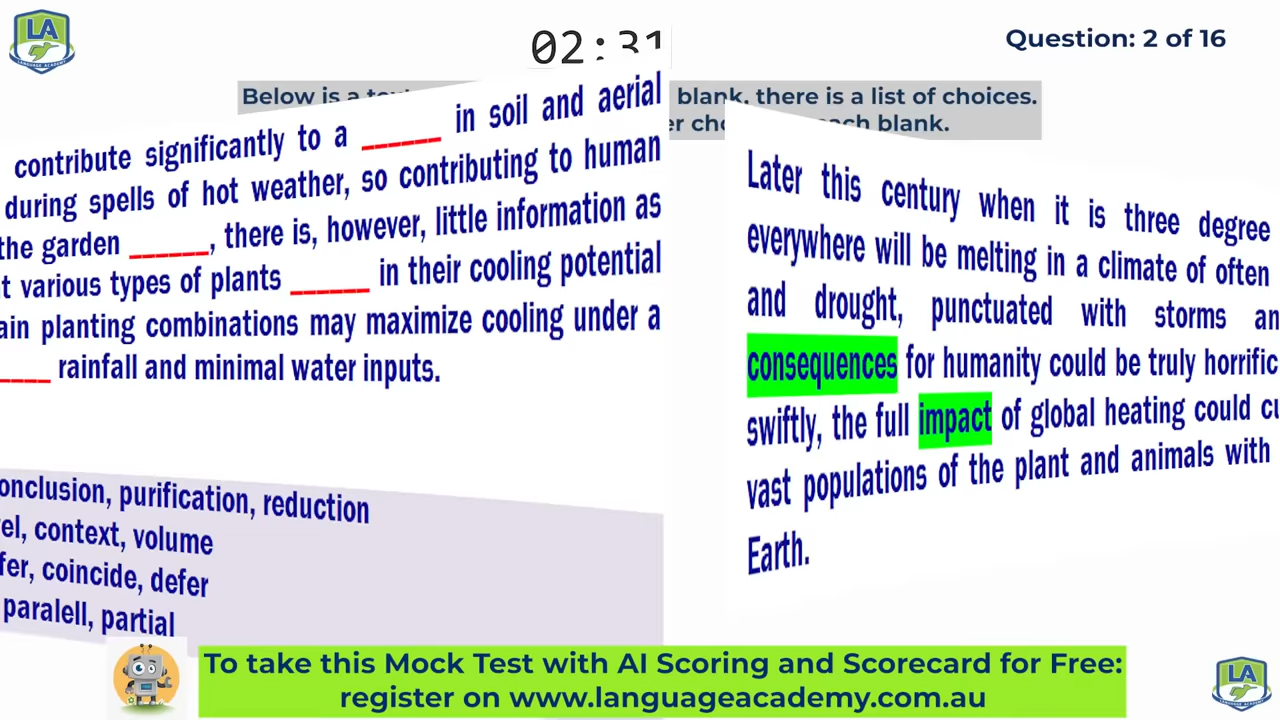 LA
LANGUAGE ACADEMY
02:31
Question: 2 of 16
Below is a blank, there is a list of choices.
blank.
contribute significantly to a ______ in soil and aerial
during spells of hot weather, so contributing to human
the garden ______, there is, however, little information as
various types of plants ______ in their cooling potential
planting combinations may maximize cooling under a
____ rainfall and minimal water inputs.
purification, reduction
context, volume
coincide, defer
paralell, partial
Later this century when it is three degree
everywhere will be melting in a climate of often
and drought, punctuated with storms
consequences for humanity could be truly horrific
swiftly, the full impact of global heating could
vast populations of the plant and animals with
Earth.
To take this Mock Test with AI Scoring and Scorecard for Free:
register on www.languageacademy.com.au
LA